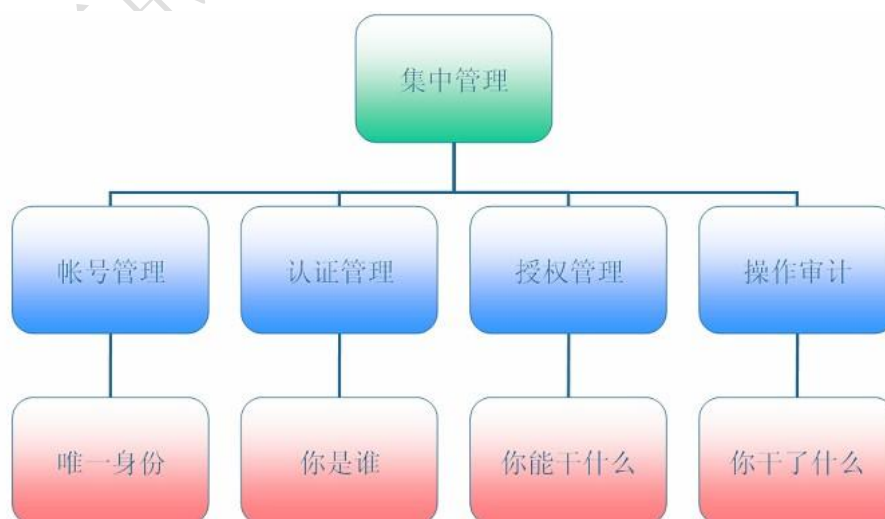 集中管理
帐号管理
认证管理
授权管理
操作审计
唯一身份
你是谁
你能干什么
你干了什么